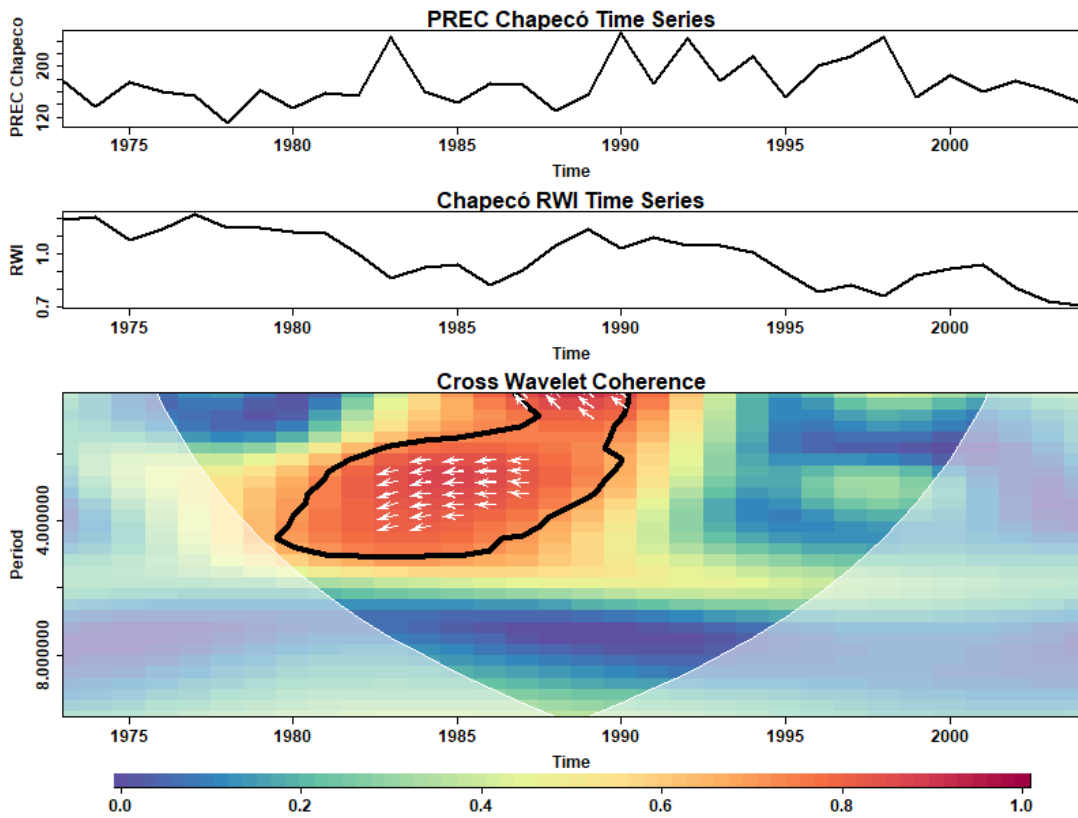 PREC Chapecó Time Series
PREC Chapeco
200
120
1975 1980 1985 1990 1995 2000
Time
Chapecó RWI Time Series
RWI
1.0
0.7
1975 1980 1985 1990 1995 2000
Time
Cross Wavelet Coherence
Period
4.000000
8.000000
1975 1980 1985 1990 1995 2000
Time
0.0 0.2 0.4 0.6 0.8 1.0